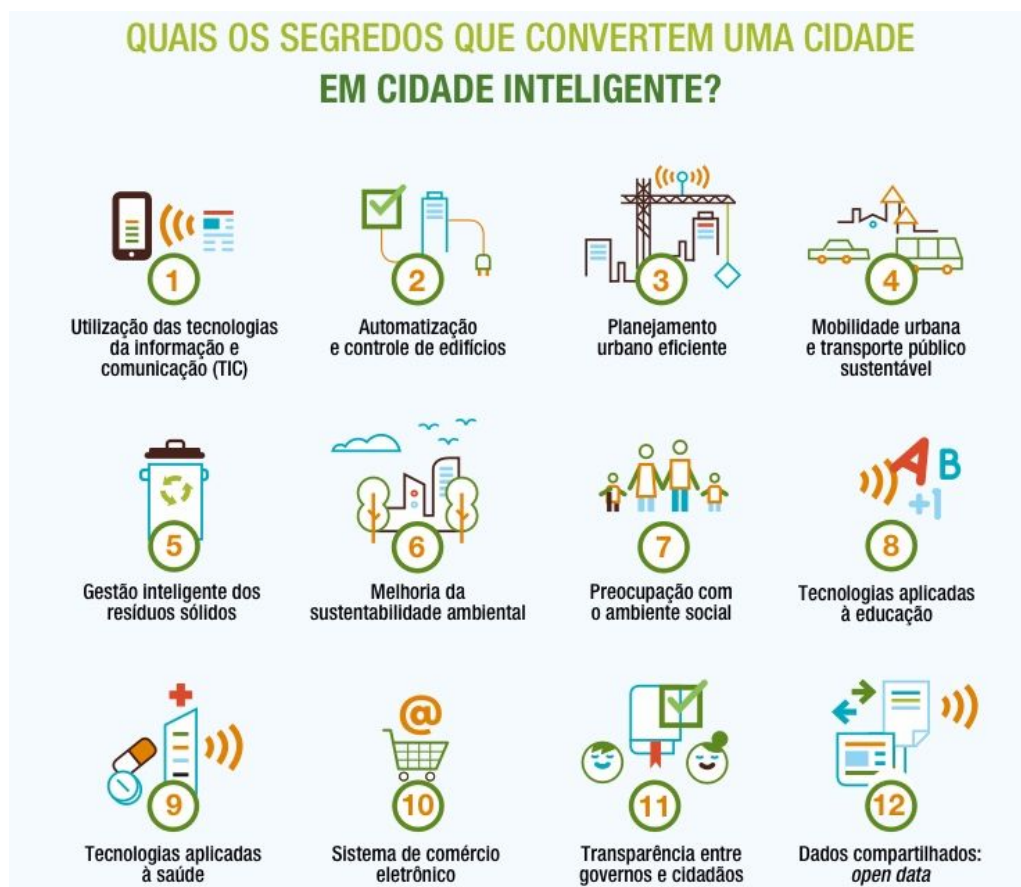 QUAIS OS SEGREDOS QUE CONVERTEM UMA CIDADE
EM CIDADE INTELIGENTE?
1
Utilização das tecnologias
da informação e
comunicação (TIC)
2
Automatização
e controle de edifícios
3
Planejamento
urbano eficiente
4
Mobilidade urbana
e transporte público
sustentável
5
Gestão inteligente dos
resíduos sólidos
6
Melhoria da
sustentabilidade ambiental
7
Preocupação com
o ambiente social
A B
+1
8
Tecnologias aplicadas
à educação
9
Tecnologias aplicadas
à saúde
@
10
Sistema de comércio
eletrônico
11
Transparência entre
governos e cidadãos
12
Dados compartilhados:
open data